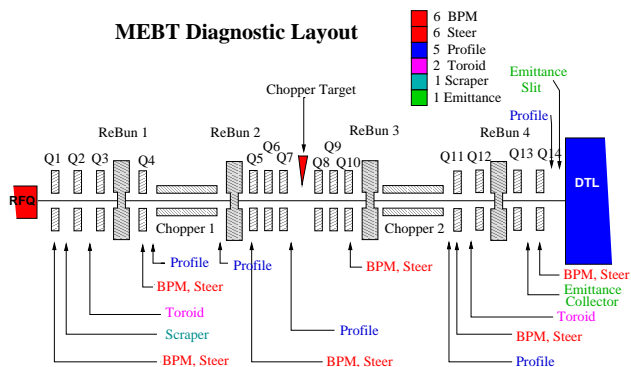 MEBT Diagnostic Layout
6 BPM
6 Steer
5 Profile
2 Toroid
1 Scraper
1 Emittance
Emittance
Slit
Chopper Target
Profile
ReBun 1
ReBun 2
ReBun 3
ReBun 4
Q1
Q2
Q3
Q4
Q5
Q6
Q7
Q8
Q9
Q10
Q11
Q12
Q13
Q14
RFQ
DTL
Chopper 1
Chopper 2
Profile
Profile
BPM, Steer
BPM, Steer
BPM, Steer
Emittance
Collector
Toroid
Toroid
Scraper
Profile
BPM, Steer
BPM, Steer
BPM, Steer
Profile